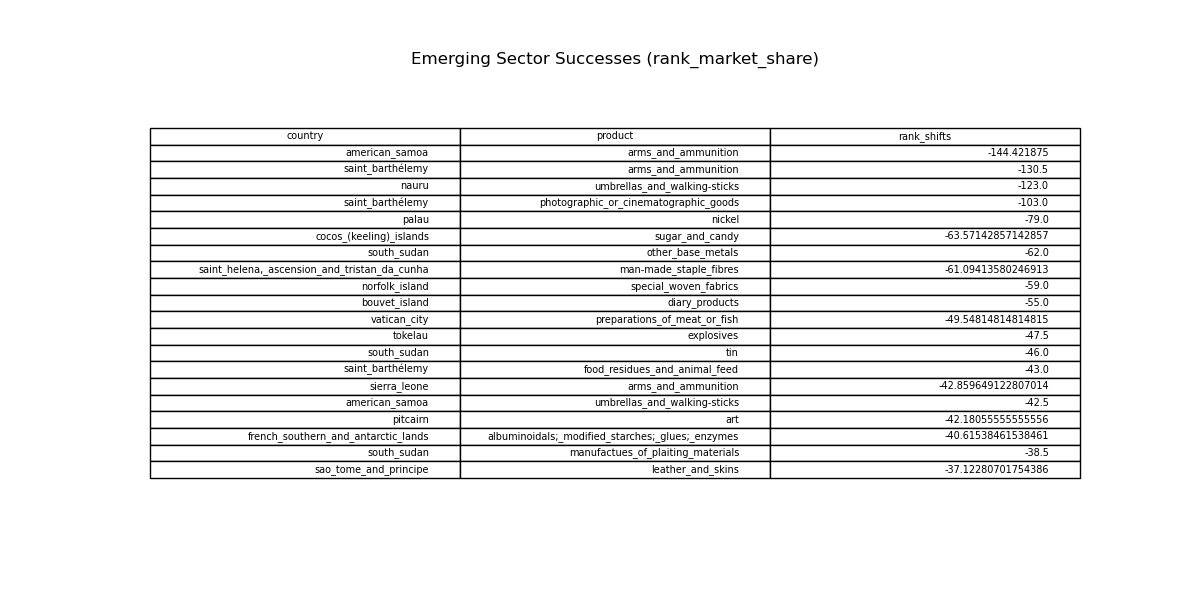 Emerging Sector Successes (rank_market_share)
country product rank_shifts
american_samoa arms_and_ammunition -144.421875
saint_barthélemy arms_and_ammunition -130.5
nauru umbrellas_and_walking-sticks -123.0
saint_barthélemy photographic_or_cinematographic_goods -103.0
palau nickel -79.0
cocos_(keeling)_islands sugar_and_candy -63.57142857142857
south_sudan other_base_metals -62.0
saint_helena,_ascension_and_tristan_da_cunha man-made_staple_fibres -61.09413580246913
norfolk_island special_woven_fabrics -59.0
bouvet_island diary_products -55.0
vatican_city preparations_of_meat_or_fish -49.54814814814815
tokelau explosives -47.5
south_sudan tin -46.0
saint_barthélemy food_residues_and_animal_feed -43.0
sierra_leone arms_and_ammunition -42.859649122807014
american_samoa umbrellas_and_walking-sticks -42.5
pitcairn art -42.18055555555556
french_southern_and_antarctic_lands albuminoidals;_modified_starches;_glues;_enzymes -40.61538461538461
south_sudan manufactues_of_plaiting_materials -38.5
sao_tome_and_principe leather_and_skins -37.12280701754386